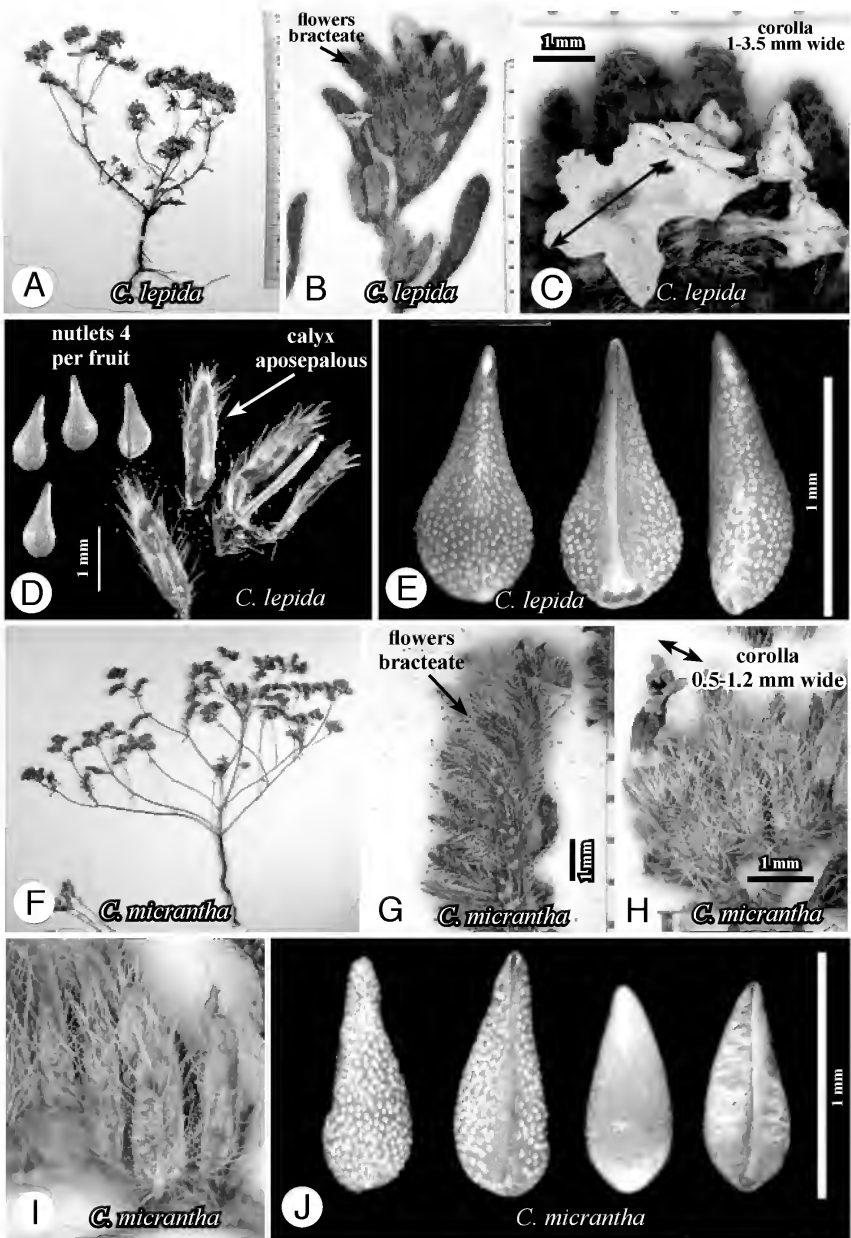 flowers
bracteate
A
C. lepida
B
C. lepida
1 mm
corolla
1-3.5 mm wide
C
C. lepida
nutlets 4
per fruit
calyx
aposepalous
1 mm
D
C. lepida
1 mm
E
C. lepida
F
C. micrantha
flowers
bracteate
1 mm
G
C. micrantha
corolla
0.5-1.2 mm wide
1 mm
H
C. micrantha
I
C. micrantha
1 mm
J
C. micrantha